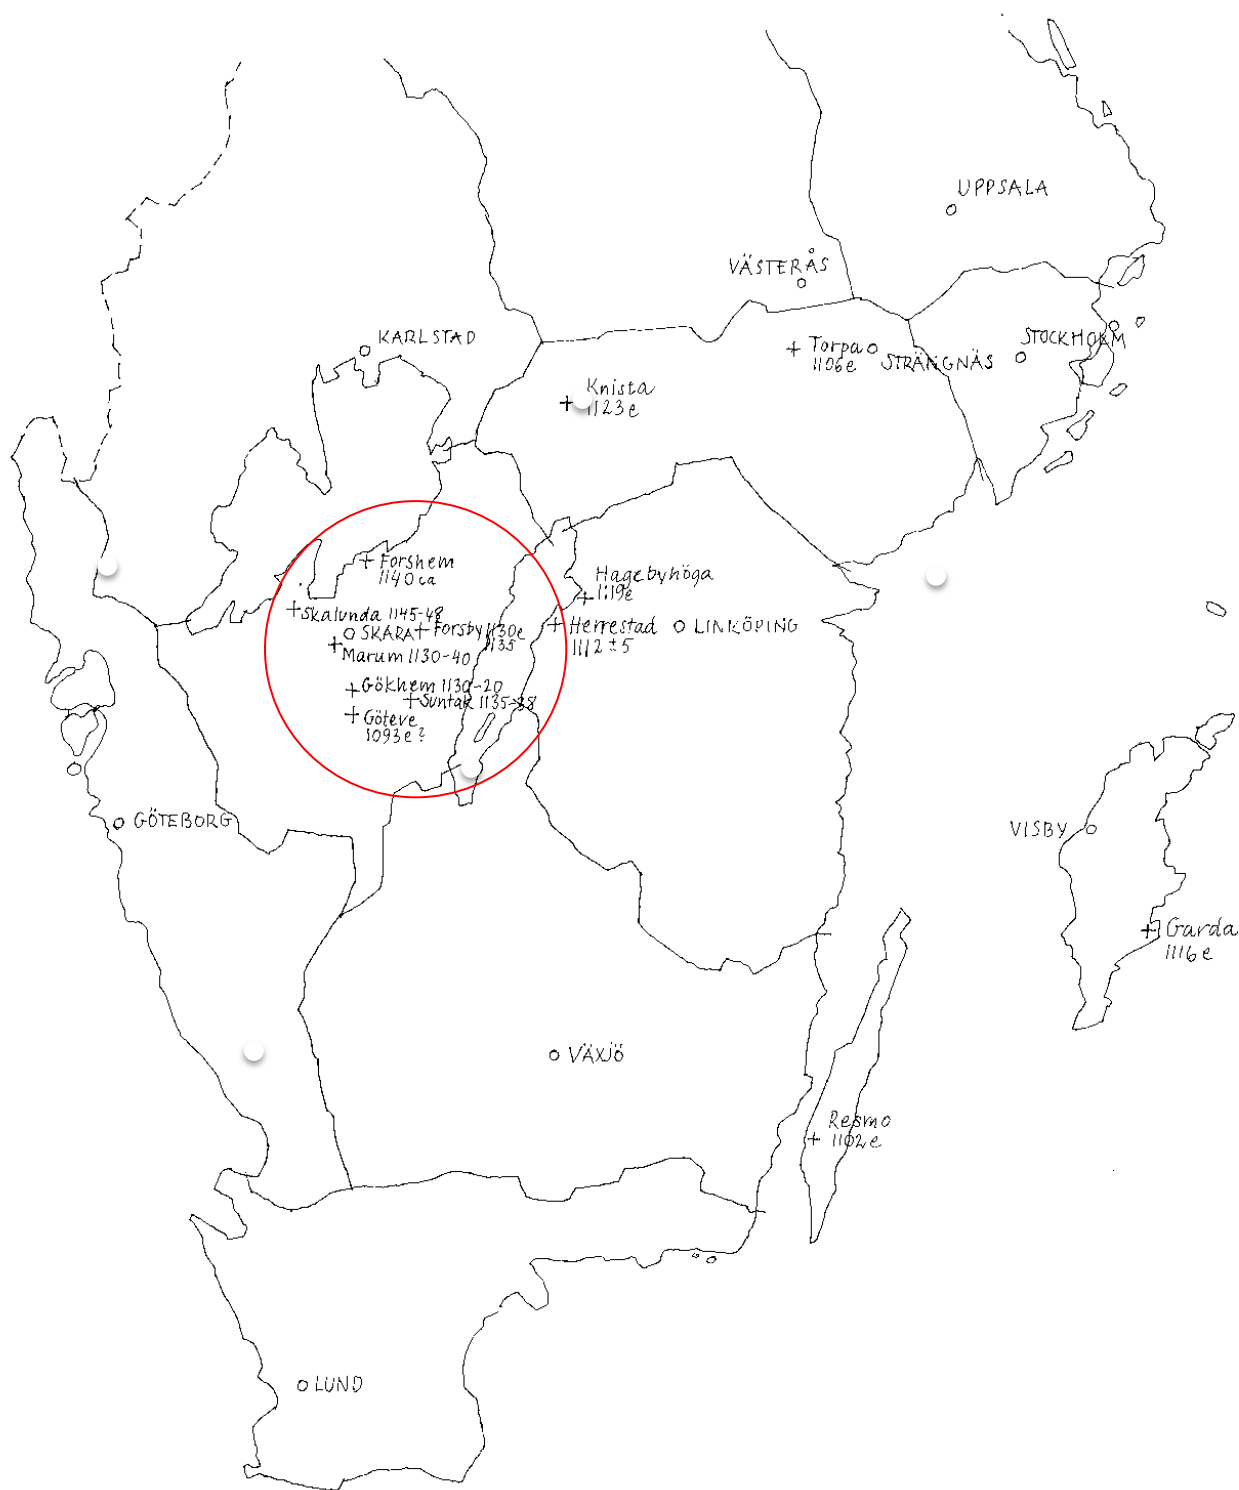 UPPSALA
VÄSTERÅS
KARLSTAD
STOCKHOLM
Torpa
1106e
STRÄNGNÄS
Knista
1123e
Forshem
1140 ca
Hagebyhöga
1119e
Skalunda 1145-48
SKARA
Forsby 1130e
1135
Herrestad
1112 ± 5
LINKÖPING
Marum 1130-40
Gökhem 1130-20
Suntak 1135-38
Göteve
1093e?
GÖTEBORG
VISBY
Garda
1116e
VÄXJÖ
Resmo
1102e
LUND